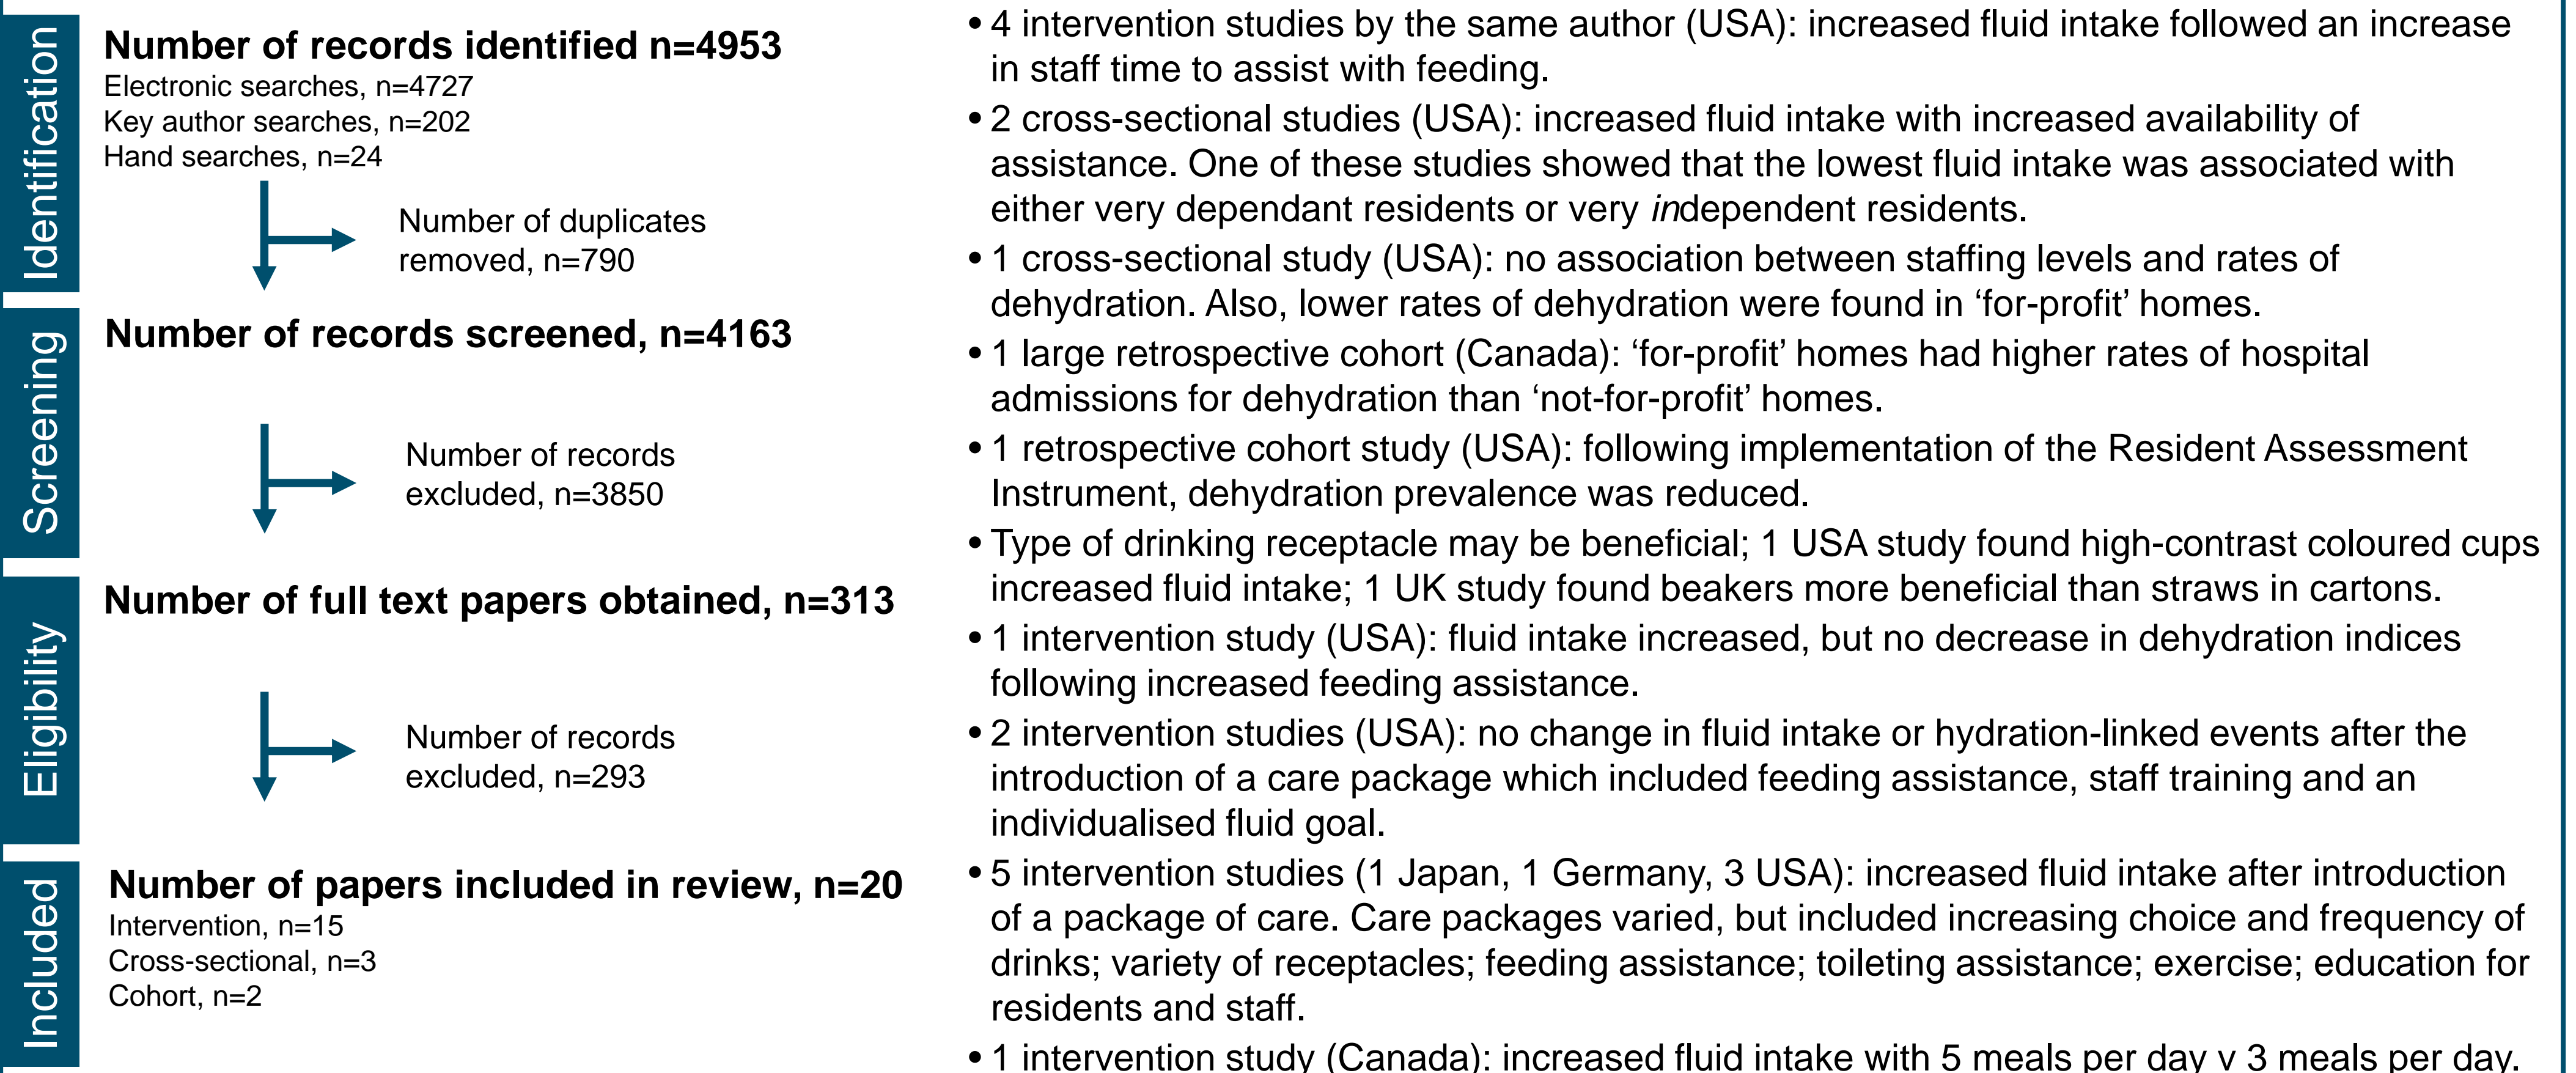 Identification
Number of records identified n=4953
Electronic searches, n=4727
Key author searches, n=202
Hand searches, n=24
Number of duplicates
removed, n=790
Screening
Number of records screened, n=4163
Number of records
excluded, n=3850
Eligibility
Number of full text papers obtained, n=313
Number of records
excluded, n=293
Included
Number of papers included in review, n=20
Intervention, n=15
Cross-sectional, n=3
Cohort, n=2
• 4 intervention studies by the same author (USA): increased fluid intake followed an increase
in staff time to assist with feeding.
• 2 cross-sectional studies (USA): increased fluid intake with increased availability of
assistance. One of these studies showed that the lowest fluid intake was associated with
either very dependant residents or very independent residents.
• 1 cross-sectional study (USA): no association between staffing levels and rates of
dehydration. Also, lower rates of dehydration were found in ‘for-profit’ homes.
• 1 large retrospective cohort (Canada): ‘for-profit’ homes had higher rates of hospital
admissions for dehydration than ‘not-for-profit’ homes.
• 1 retrospective cohort study (USA): following implementation of the Resident Assessment
Instrument, dehydration prevalence was reduced.
• Type of drinking receptacle may be beneficial; 1 USA study found high-contrast coloured cups
increased fluid intake; 1 UK study found beakers more beneficial than straws in cartons.
• 1 intervention study (USA): fluid intake increased, but no decrease in dehydration indices
following increased feeding assistance.
• 2 intervention studies (USA): no change in fluid intake or hydration-linked events after the
introduction of a care package which included feeding assistance, staff training and an
individualised fluid goal.
• 5 intervention studies (1 Japan, 1 Germany, 3 USA): increased fluid intake after introduction
of a package of care. Care packages varied, but included increasing choice and frequency of
drinks; variety of receptacles; feeding assistance; toileting assistance; exercise; education for
residents and staff.
• 1 intervention study (Canada): increased fluid intake with 5 meals per day v 3 meals per day.